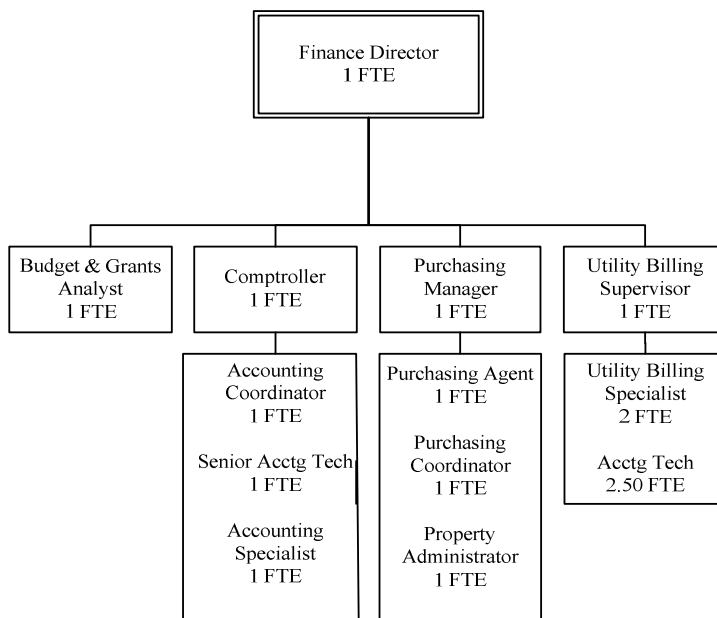 Finance Director
1 FTE
Budget & Grants
Analyst
1 FTE
Comptroller
1 FTE
Purchasing
Manager
1 FTE
Utility Billing
Supervisor
1 FTE
Accounting
Coordinator
1 FTE
Senior Acctg Tech
1 FTE
Accounting
Specialist
1 FTE
Purchasing Agent
1 FTE
Purchasing
Coordinator
1 FTE
Property
Administrator
1 FTE
Utility Billing
Specialist
2 FTE
Acctg Tech
2.50 FTE